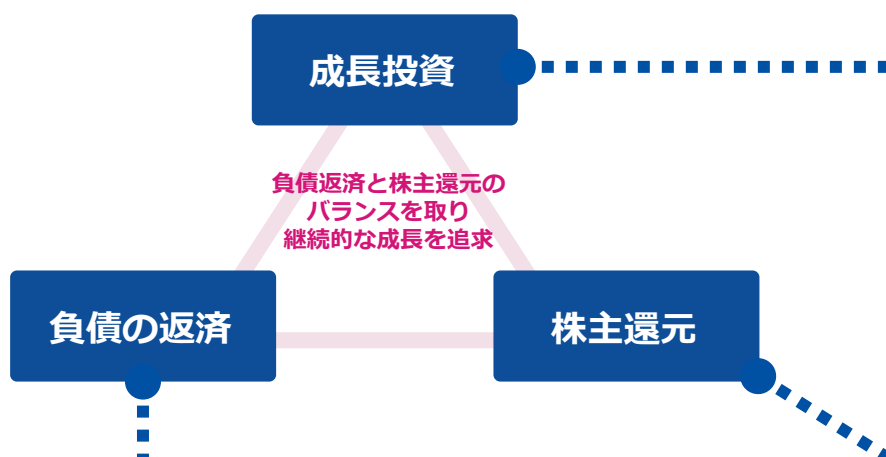 成長投資
負債返済と株主還元の
バランスを取り
継続的な成長を追求
負債の返済
株主還元